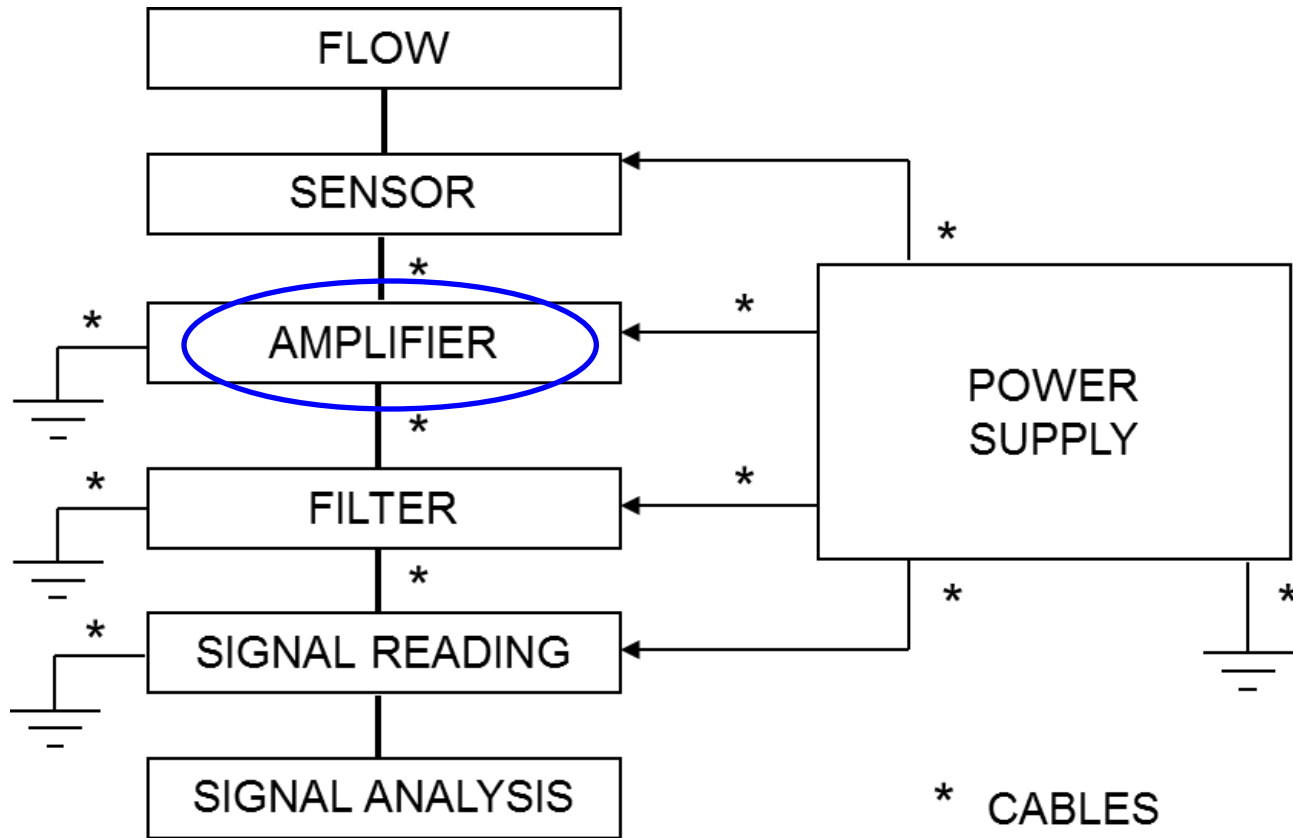 FLOW
SENSOR
*
*
*
*
AMPLIFIER
*
POWER
SUPPLY
*
*
*
FILTER
*
*
*
*
SIGNAL READING
SIGNAL ANALYSIS
* CABLES